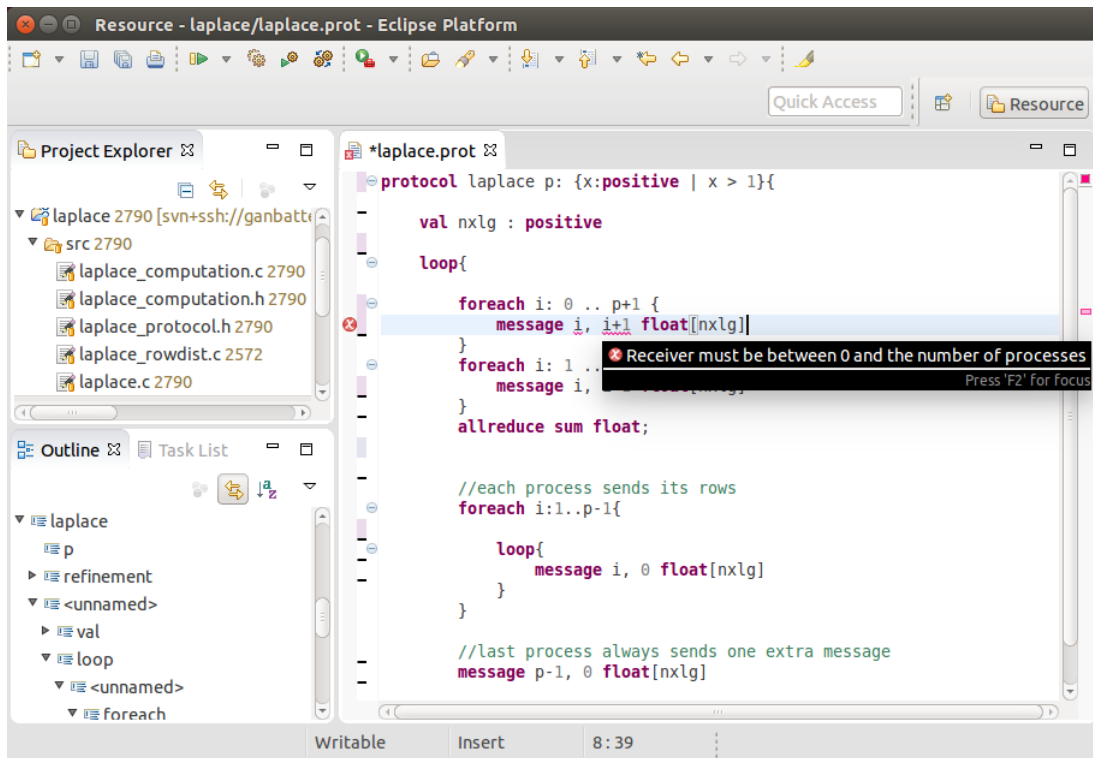 Resource - laplace/laplace.prot - Eclipse Platform
Quick Access
Resource
Project Explorer
laplace 2790 [svn+ssh://ganbatte
src 2790
laplace_computation.c 2790
laplace_computation.h 2790
laplace_protocol.h 2790
laplace_rowdist.c 2572
laplace.c 2790
Outline
Task List
laplace
p
refinement
<unnamed>
val
loop
<unnamed>
foreach
*laplace.prot
protocol laplace p: {x:positive | x > 1}{
val nxlg : positive
loop{
foreach i: 0 .. p+1 {
message i, i+1 float[nxlg]
}
Receiver must be between 0 and the number of processes
Press 'F2' for focus
foreach i: 1 ..
message i,
}
allreduce sum float;
//each process sends its rows
foreach i:1..p-1{
loop{
message i, 0 float[nxlg]
}
}
//last process always sends one extra message
message p-1, 0 float[nxlg]
Writable
Insert
8:39